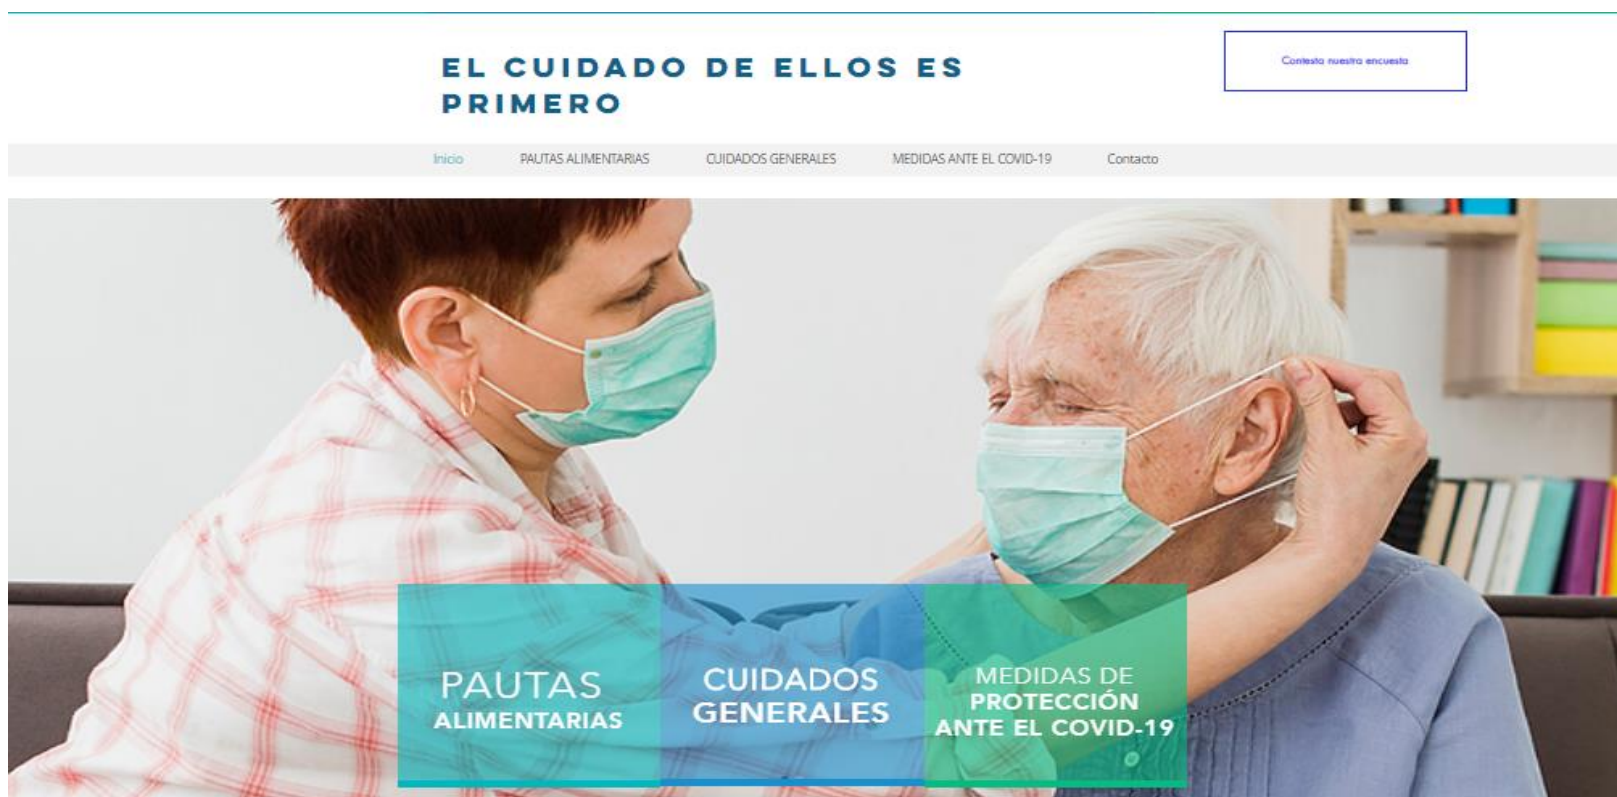 EL CUIDADO DE ELLOS ES
PRIMERO
Contesta nuestra encuesta
Inicio PAUTAS ALIMENTARIAS CUIDADOS GENERALES MEDIDAS ANTE EL COVID-19 Contacto
PAUTAS
ALIMENTARIAS
CUIDADOS
GENERALES
MEDIDAS DE
PROTECCIÓN
ANTE EL COVID-19